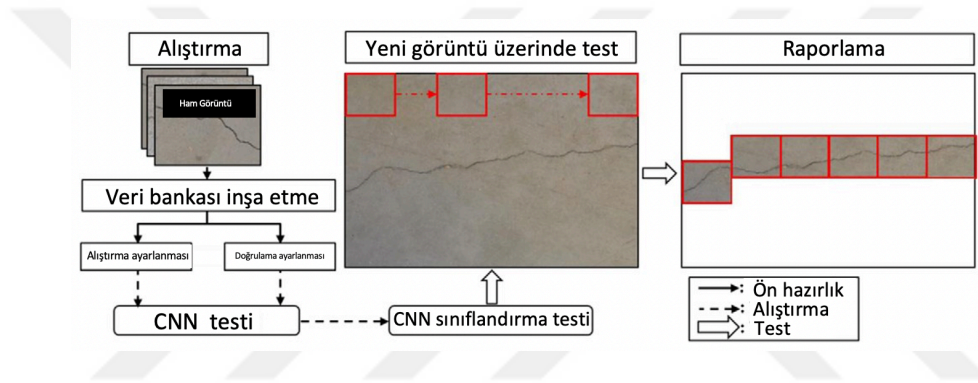 Alıştırma
Ham Görüntü
Veri bankası inşa etme
Alıştırma ayarlanması
Doğrulama ayarlanması
CNN testi
CNN sınıflandırma testi
Yeni görüntü üzerinde test
Raporlama
: Ön hazırlık
: Alıştırma
: Test